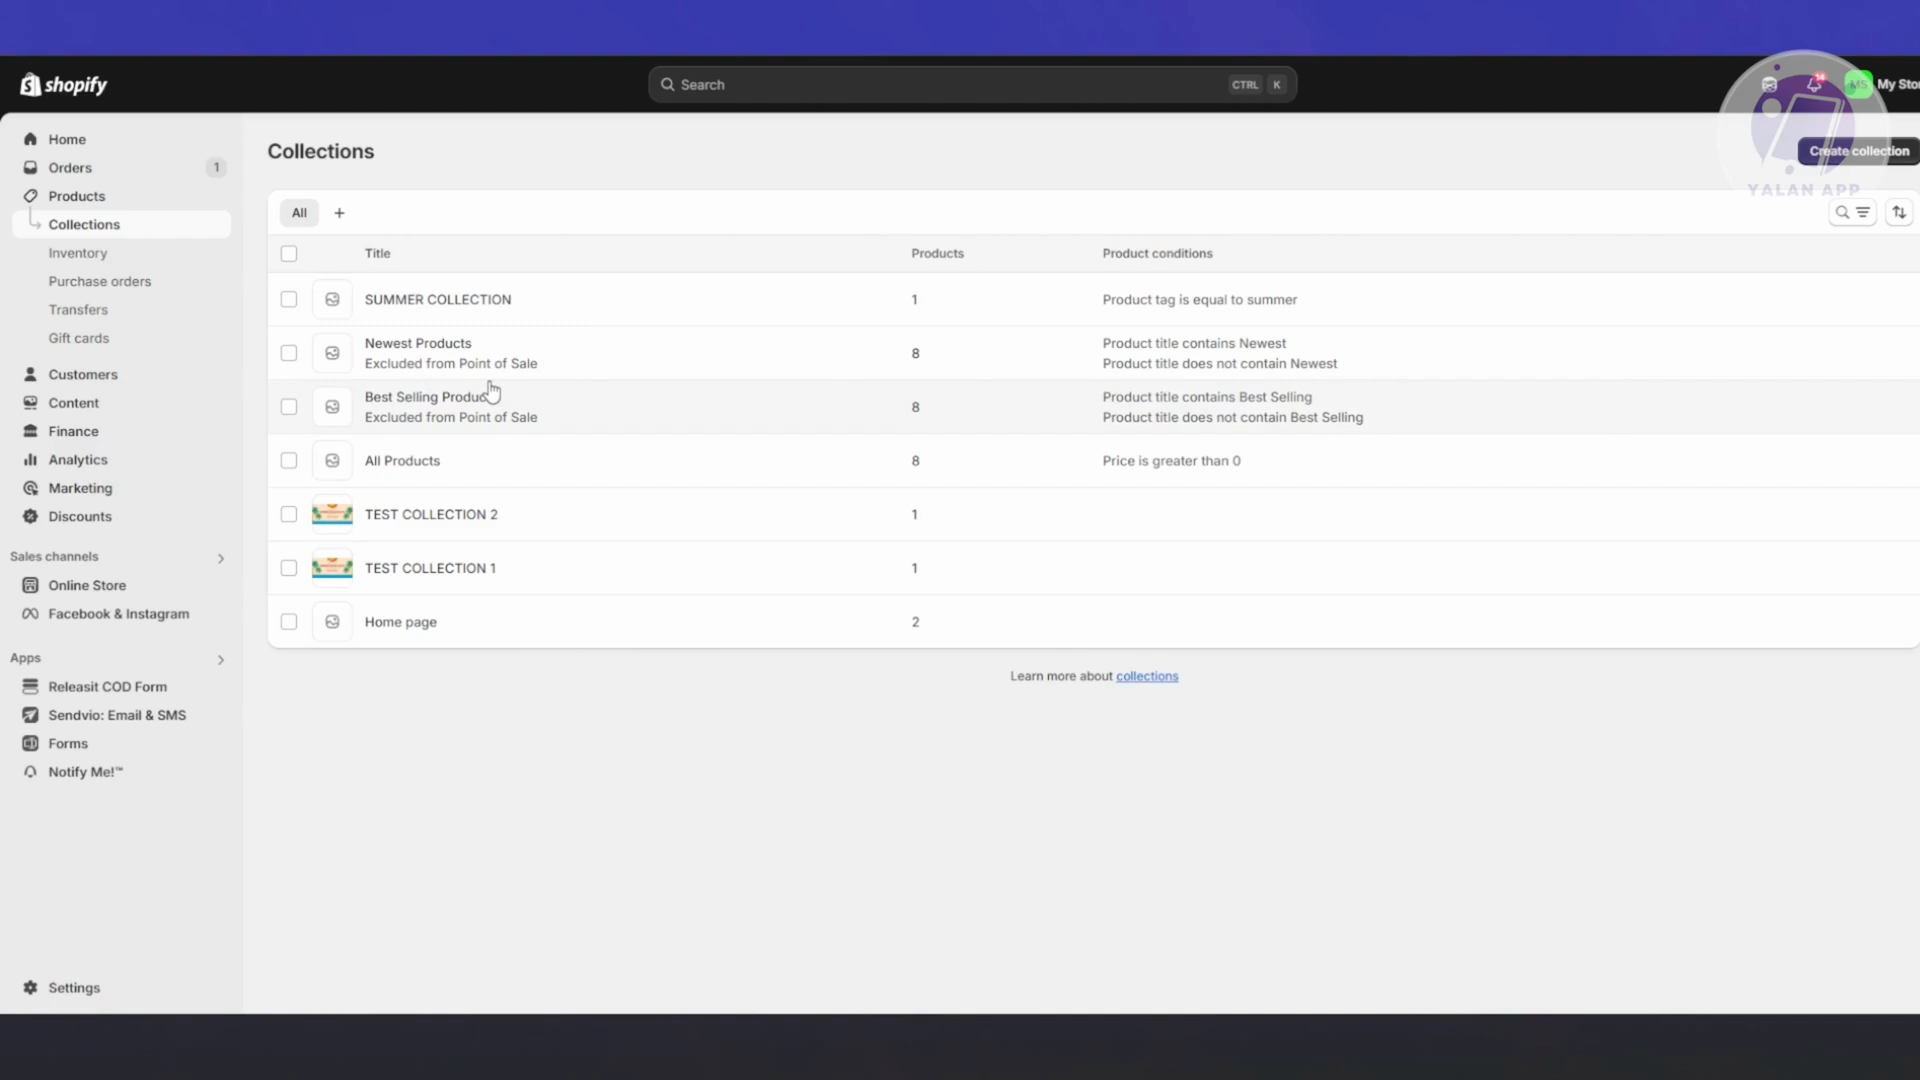 shopify
Search
CTRL K
14
MS
My Sto
Home
Orders 1
Products
Collections
Inventory
Purchase orders
Transfers
Gift cards
Customers
Content
Finance
Analytics
Marketing
Discounts
Sales channels
Online Store
Facebook & Instagram
Apps
Releasit COD Form
Sendvio: Email & SMS
Forms
Notify Me!™
Settings
Collections
Create collection
YALAN APP
All +
Title Products Product conditions
SUMMER COLLECTION 1 Product tag is equal to summer
Newest Products 8 Product title contains Newest
Excluded from Point of Sale Product title does not contain Newest
Best Selling Produc 8 Product title contains Best Selling
Excluded from Point of Sale Product title does not contain Best Selling
All Products 8 Price is greater than 0
TEST COLLECTION 2 1
TEST COLLECTION 1 1
Home page 2
Learn more about collections